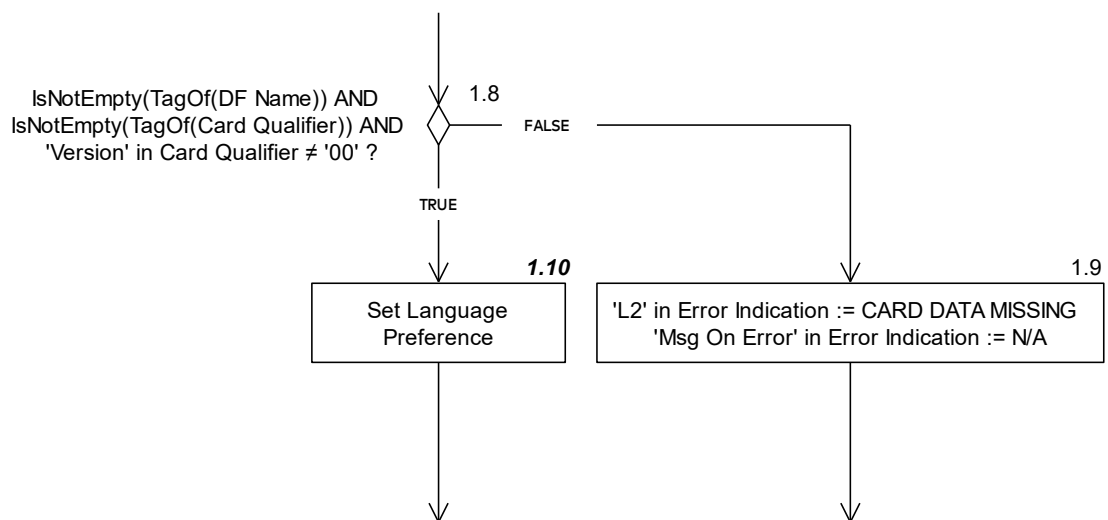 IsNotEmpty(TagOf(DF Name)) AND
IsNotEmpty(TagOf(Card Qualifier)) AND
'Version' in Card Qualifier ≠ '00' ?
1.8
FALSE
TRUE
1.10
Set Language
Preference
1.9
'L2' in Error Indication := CARD DATA MISSING
'Msg On Error' in Error Indication := N/A